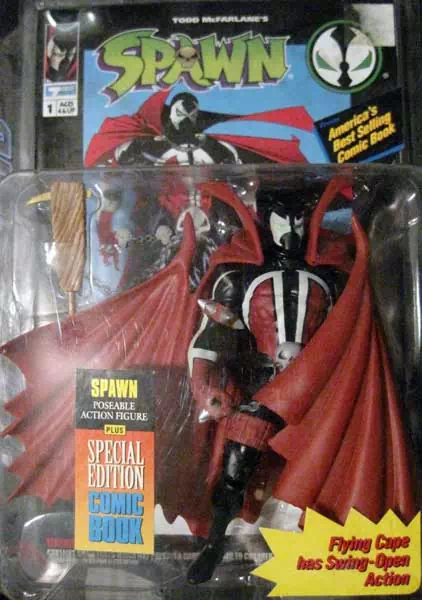 TODD McFARLANE'S
SPAWN
1
AGES
4 & UP
America's
Best Selling
Comic Book
SPAWN
POSEABLE
ACTION FIGURE
PLUS
SPECIAL
EDITION
COMIC
BOOK
Flying Cape
has Swing-Open
Action